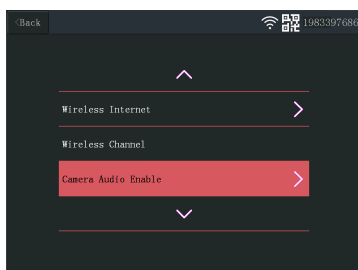 <Back
1983397686
Wireless Internet
Wireless Channel
Camera Audio Enable